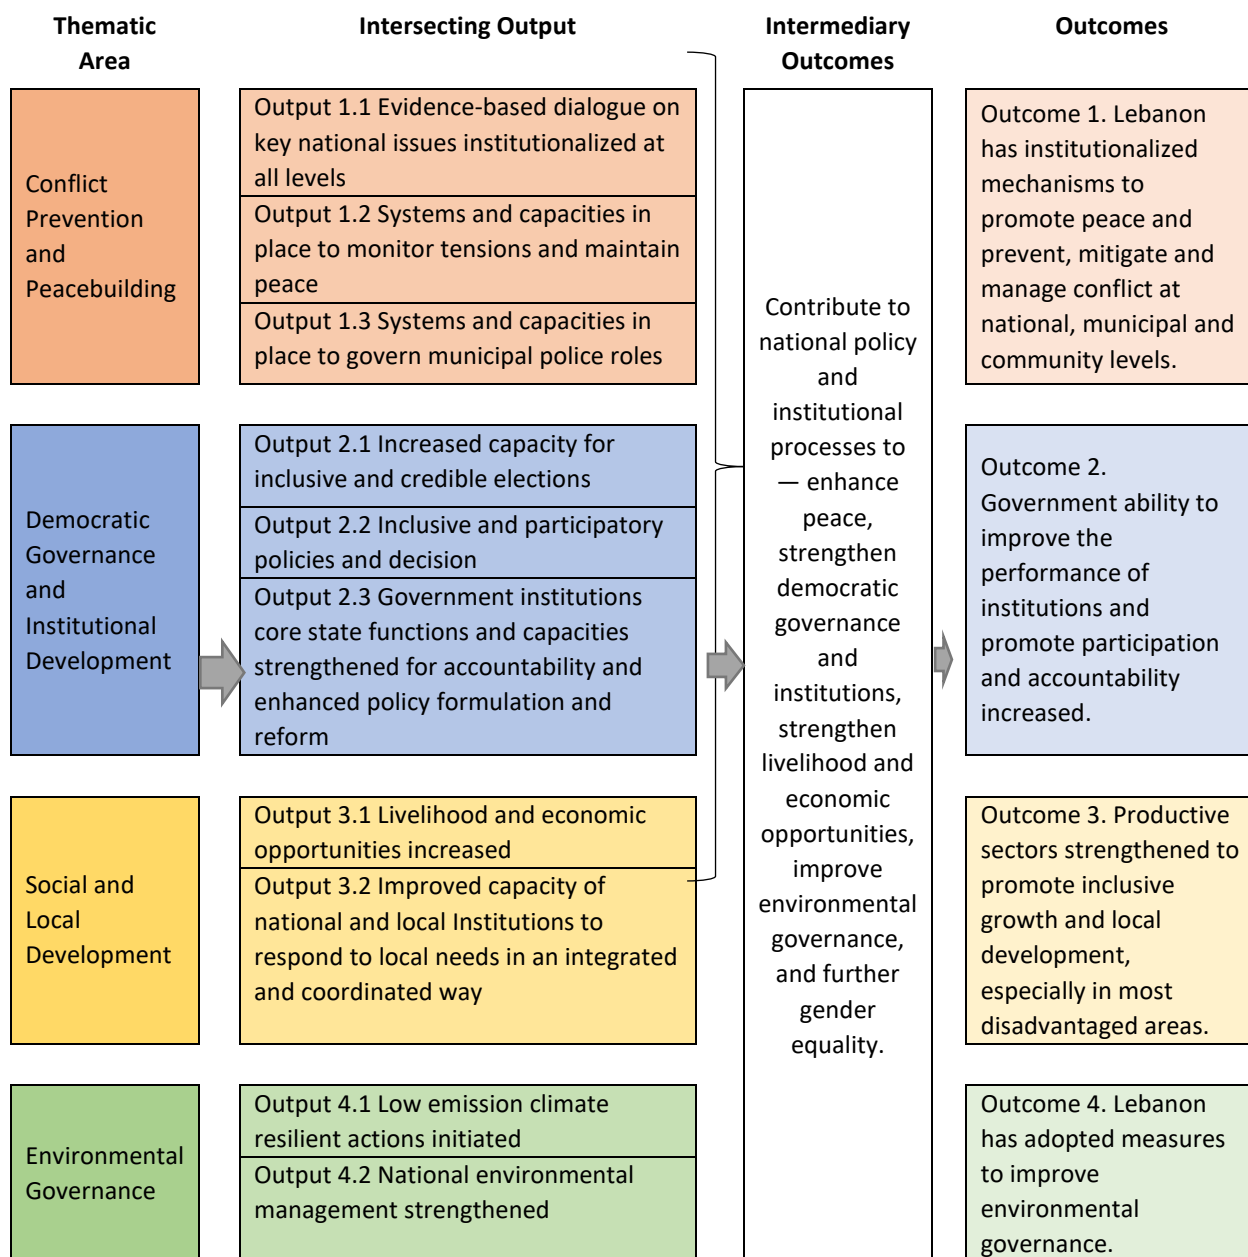 Thematic
Area
Intersecting Output
Intermediary
Outcomes
Outcomes
Conflict
Prevention
and
Peacebuilding
Output 1.1 Evidence-based dialogue on
key national issues institutionalized at
all levels
Output 1.2 Systems and capacities in
place to monitor tensions and maintain
peace
Output 1.3 Systems and capacities in
place to govern municipal police roles
Democratic
Governance
and
Institutional
Development
Output 2.1 Increased capacity for
inclusive and credible elections
Output 2.2 Inclusive and participatory
policies and decision
Output 2.3 Government institutions
core state functions and capacities
strengthened for accountability and
enhanced policy formulation and
reform
Social and
Local
Development
Output 3.1 Livelihood and economic
opportunities increased
Output 3.2 Improved capacity of
national and local Institutions to
respond to local needs in an integrated
and coordinated way
Environmental
Governance
Output 4.1 Low emission climate
resilient actions initiated
Output 4.2 National environmental
management strengthened
Contribute to
national policy
and
institutional
processes to
— enhance
peace,
strengthen
democratic
governance
and
institutions,
strengthen
livelihood and
economic
opportunities,
improve
environmental
governance,
and further
gender
equality.
Outcome 1. Lebanon
has institutionalized
mechanisms to
promote peace and
prevent, mitigate and
manage conflict at
national, municipal and
community levels.
Outcome 2.
Government ability to
improve the
performance of
institutions and
promote participation
and accountability
increased.
Outcome 3. Productive
sectors strengthened to
promote inclusive
growth and local
development,
especially in most
disadvantaged areas.
Outcome 4. Lebanon
has adopted measures
to improve
environmental
governance.